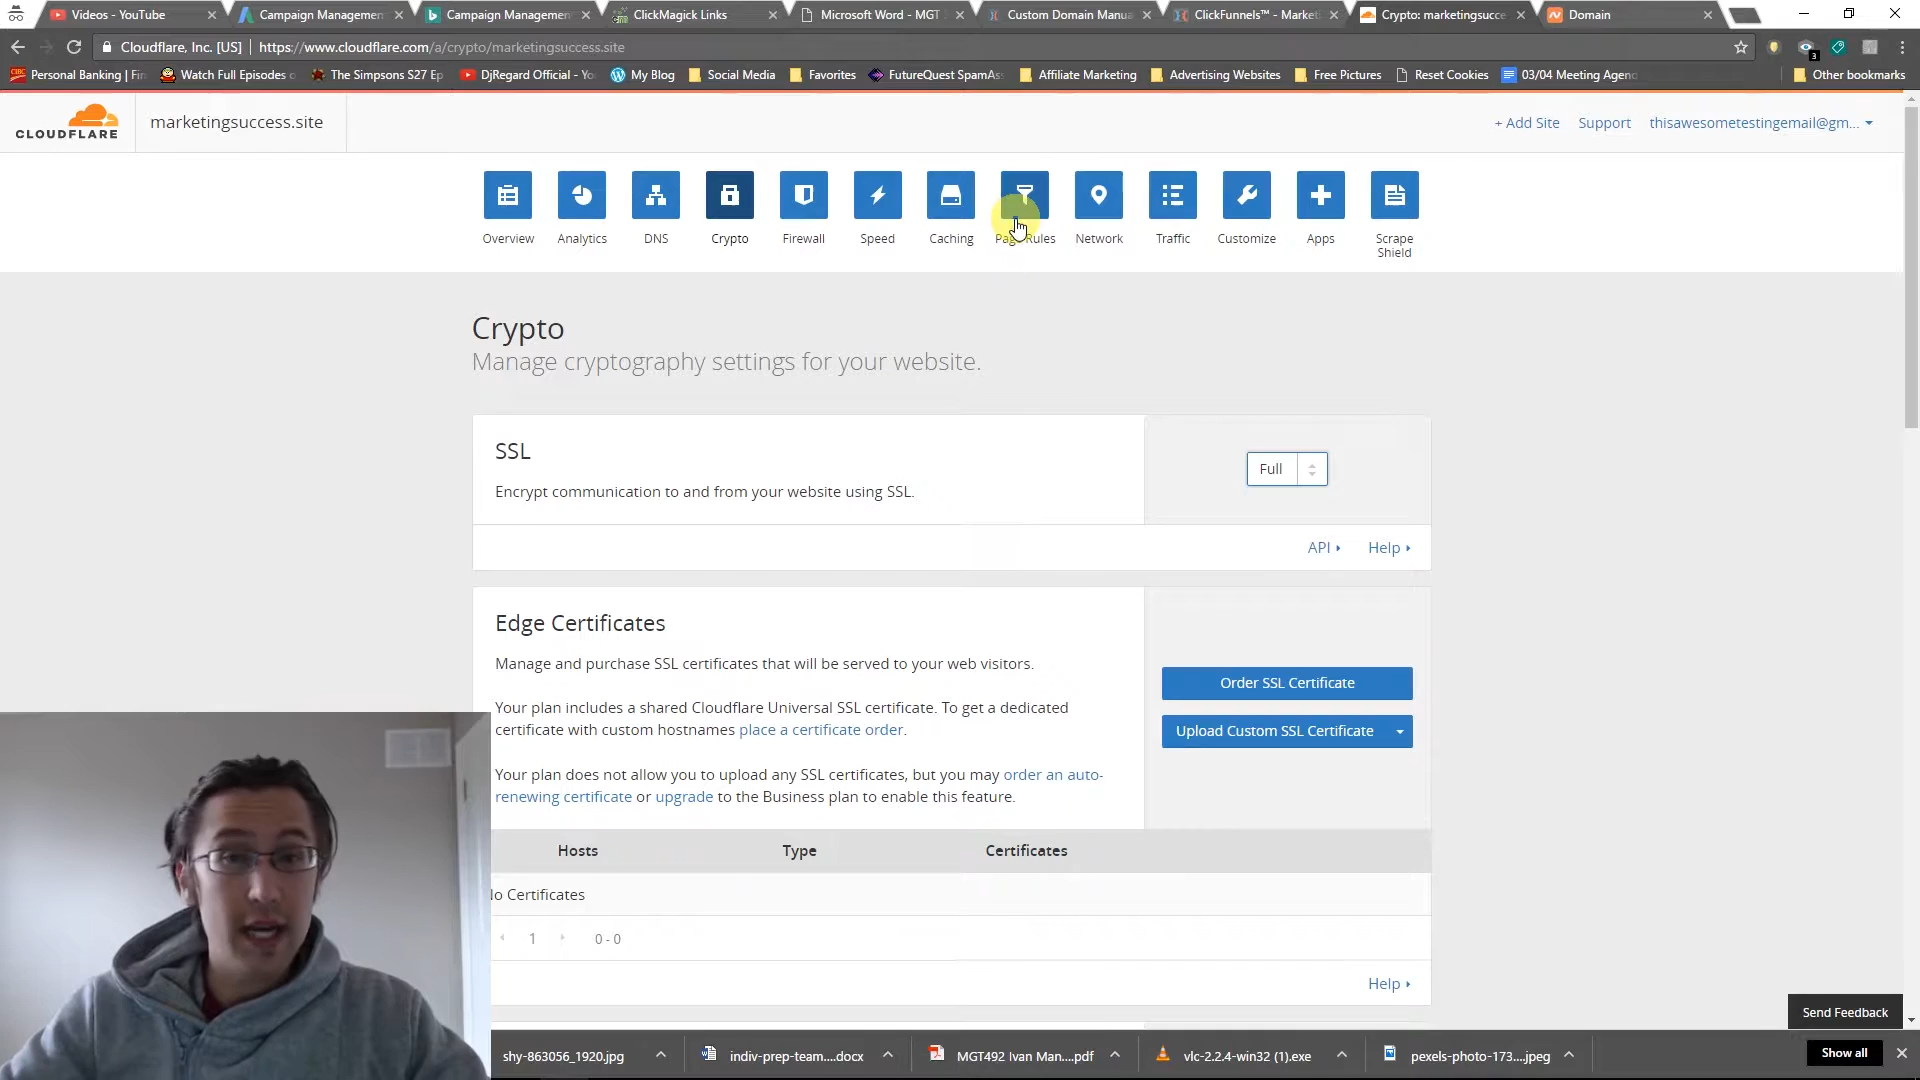 Videos - YouTube
Campaign Management
Campaign Managemen
ClickMagick Links
Microsoft Word - MGT
Custom Domain Manua
ClickFunnels™ - Market
Crypto: marketingsucce
Domain
Cloudflare, Inc. [US]
https://www.cloudflare.com/a/crypto/marketingsuccess.site
3
Personal Banking | Fi
Watch Full Episodes o
The Simpsons S27 Ep
DjRegard Official - Yo
My Blog
Social Media
Favorites
FutureQuest SpamAs
Affiliate Marketing
Advertising Websites
Free Pictures
Reset Cookies
03/04 Meeting Agend
Other bookmarks
CLOUDFLARE
marketingsuccess.site
+ Add Site
Support
thisawesometestingemail@gm...
Overview
Analytics
DNS
Crypto
Firewall
Speed
Caching
Page Rules
Network
Traffic
Customize
Apps
Scrape
Shield
Crypto
Manage cryptography settings for your website.
SSL
Encrypt communication to and from your website using SSL.
Full
API
Help
Edge Certificates
Manage and purchase SSL certificates that will be served to your web visitors.
Your plan includes a shared Cloudflare Universal SSL certificate. To get a dedicated
certificate with custom hostnames place a certificate order.
Your plan does not allow you to upload any SSL certificates, but you may order an auto-
renewing certificate or upgrade to the Business plan to enable this feature.
Order SSL Certificate
Upload Custom SSL Certificate
Hosts
Type
Certificates
No Certificates
1
0 - 0
Help
Send Feedback
shy-863056_1920.jpg
indiv-prep-team....docx
MGT492 Ivan Man....pdf
vlc-2.2.4-win32 (1).exe
pexels-photo-173....jpeg
Show all